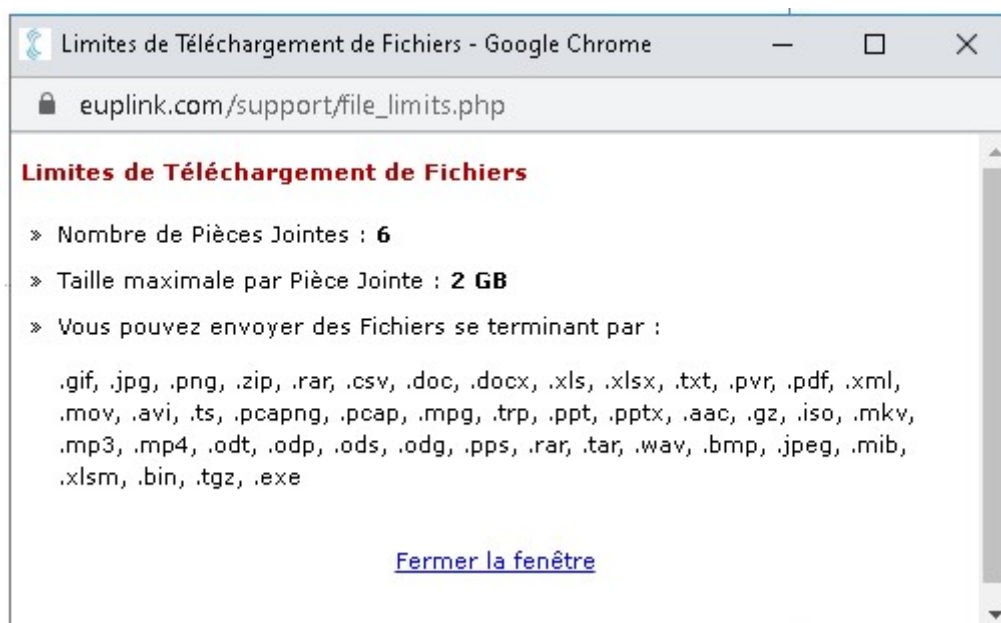 Limites de Téléchargement de Fichiers - Google Chrome
euplink.com/support/file_limits.php
Limites de Téléchargement de Fichiers
» Nombre de Pièces Jointes : 6
» Taille maximale par Pièce Jointe : 2 GB
» Vous pouvez envoyer des Fichiers se terminant par :
.gif, .jpg, .png, .zip, .rar, .csv, .doc, .docx, .xls, .xlsx, .txt, .pvr, .pdf, .xml,
.mov, .avi, .ts, .pcapng, .pcap, .mpg, .trp, .ppt, .pptx, .aac, .gz, .iso, .mkv,
.mp3, .mp4, .odt, .odp, .ods, .odg, .pps, .rar, .tar, .wav, .bmp, .jpeg, .mib,
.xlsm, .bin, .tgz, .exe
Fermer la fenêtre